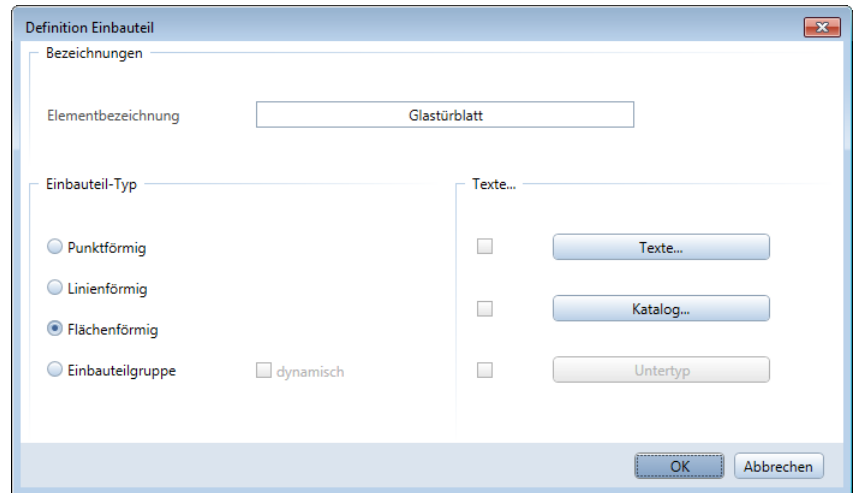 Definition Einbauteil
Bezeichnungen
Elementbezeichnung Glastürblatt
Einbauteil-Typ
Texte...
Punktförmig
Texte...
Linienförmig
Katalog...
Flächenförmig
Einbauteilgruppe dynamisch
Untertyp
OK Abbrechen